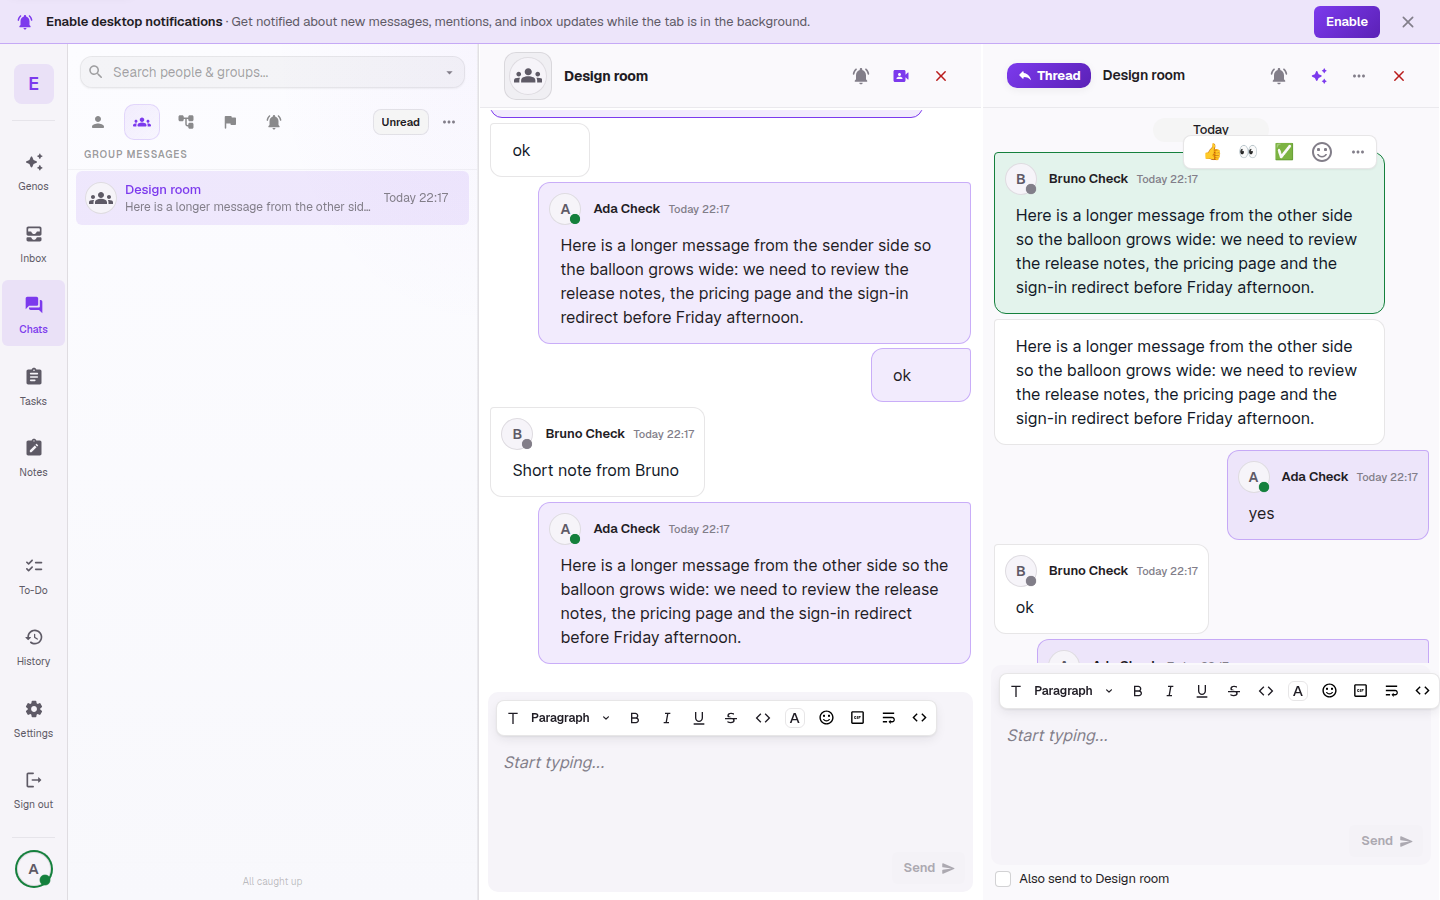 Enable desktop notifications · Get notified about new messages, mentions, and inbox updates while the tab is in the background.
Enable
E
Genos
Inbox
Chats
Tasks
Notes
To-Do
History
Settings
Sign out
A
Search people & groups...
Unread
GROUP MESSAGES
Design room
Here is a longer message from the other sid...
Today 22:17
All caught up
Design room
ok
A
Ada Check Today 22:17
Here is a longer message from the sender side so
the balloon grows wide: we need to review the
release notes, the pricing page and the sign-in
redirect before Friday afternoon.
ok
B
Bruno Check Today 22:17
Short note from Bruno
A
Ada Check Today 22:17
Here is a longer message from the other side so the
balloon grows wide: we need to review the release
notes, the pricing page and the sign-in redirect
before Friday afternoon.
Paragraph
Start typing...
Send
Thread
Design room
Today
B
Bruno Check Today 22:17
Here is a longer message from the other side
so the balloon grows wide: we need to review
the release notes, the pricing page and the
sign-in redirect before Friday afternoon.
Here is a longer message from the other side
so the balloon grows wide: we need to review
the release notes, the pricing page and the
sign-in redirect before Friday afternoon.
A
Ada Check Today 22:17
yes
B
Bruno Check Today 22:17
ok
Paragraph
Start typing...
Send
Also send to Design room